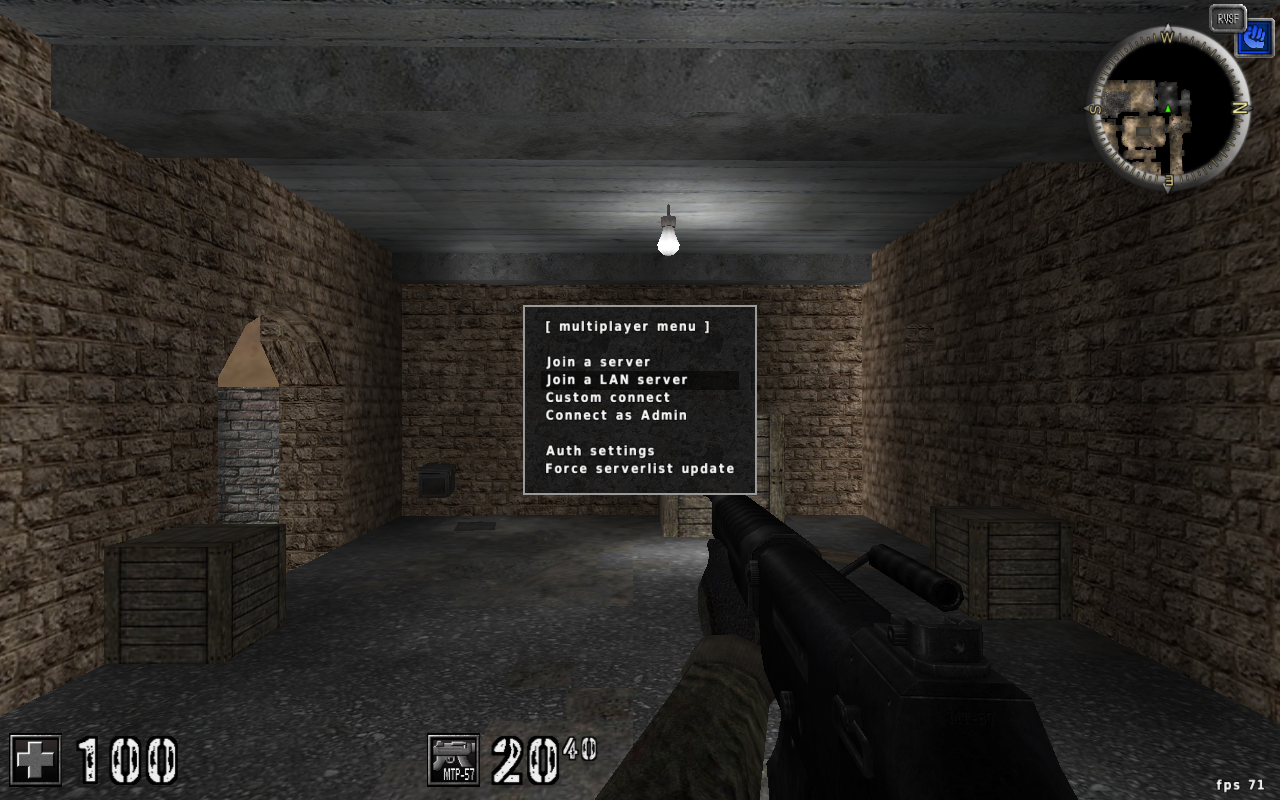 RVSF
W
S
N
E
[ multiplayer menu ]
Join a server
Join a LAN server
Custom connect
Connect as Admin
Auth settings
Force serverlist update
100
MTP-57
20 40
fps 71